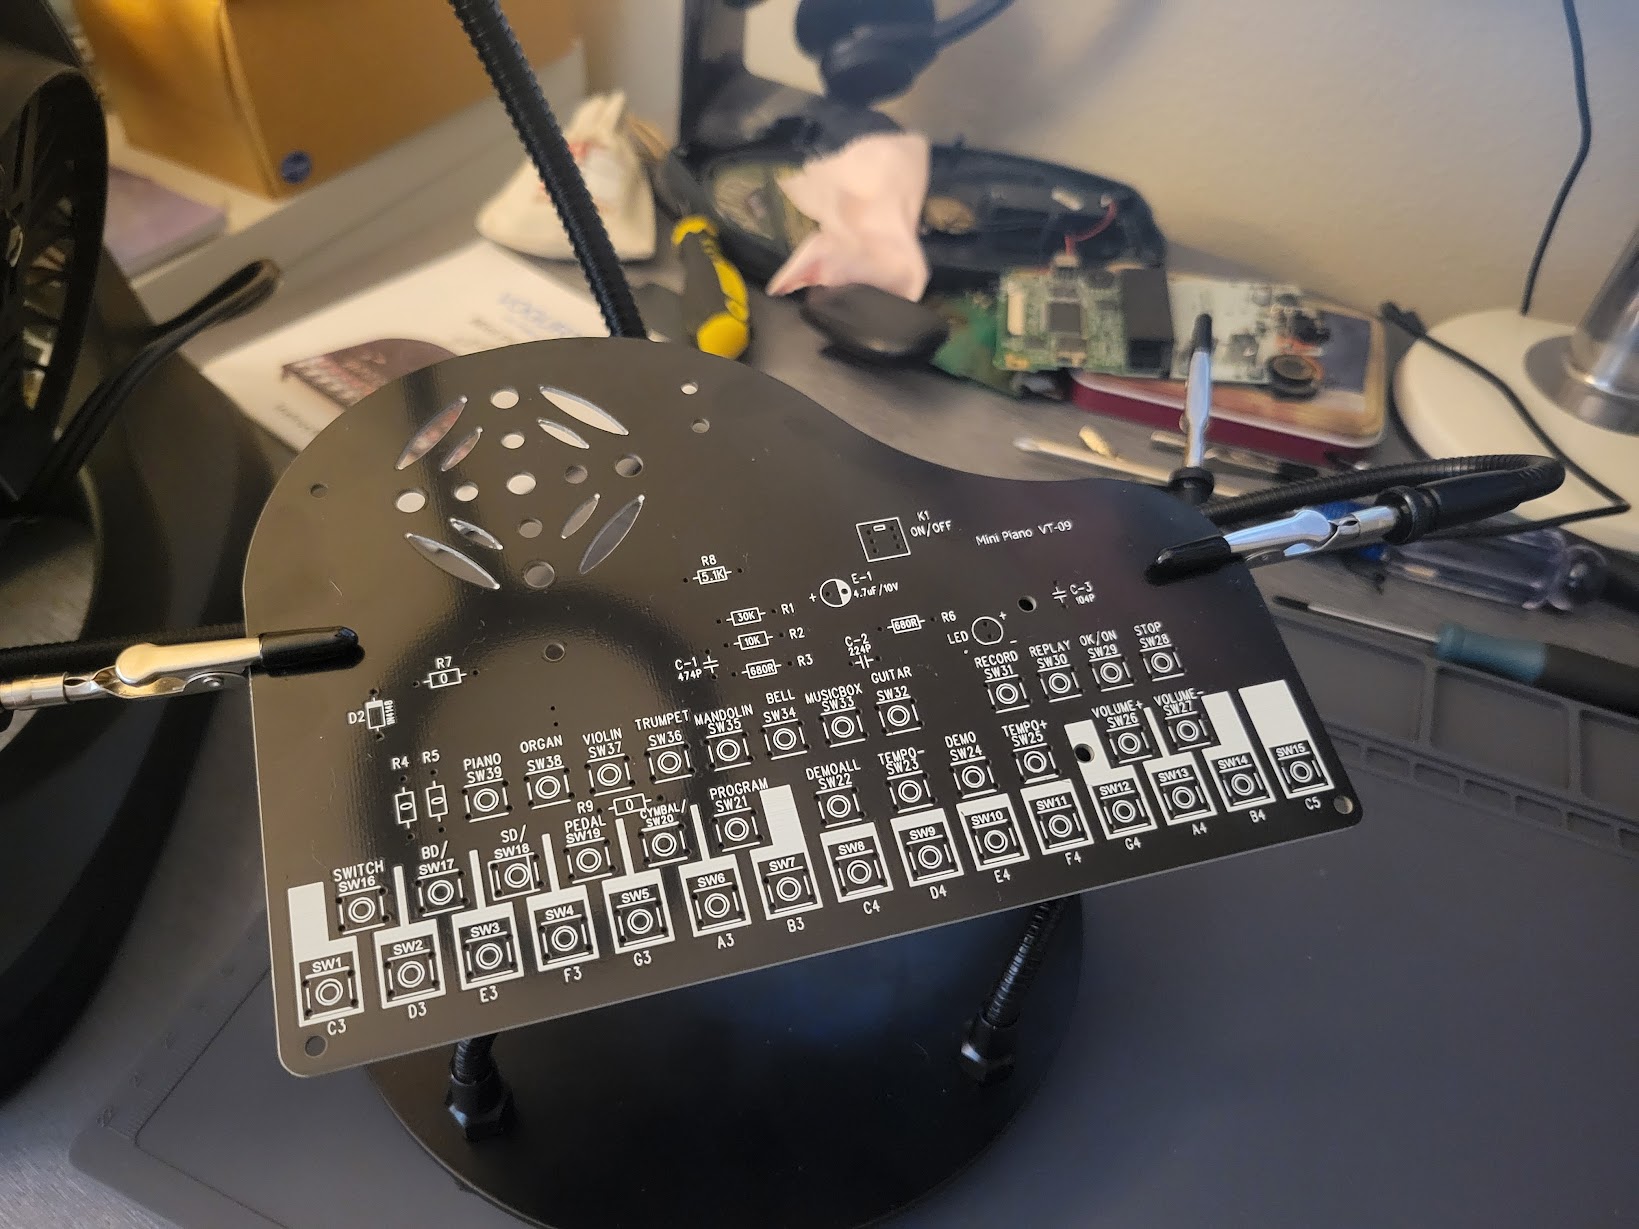 K1
ON/OFF
Mini Piano VT-09
R8
5.1K
E-1
+
4.7uF/10V
C-3
104P
30K
R1
10K
R2
680R
R3
C-1
474P
C-2
224P
680R
R6
LED
+
-
R7
0
D2
IN4148
R4
0
R5
0
RECORD
SW31
REPLAY
SW30
OK/ON
SW29
STOP
SW28
PIANO
SW39
ORGAN
SW38
VIOLIN
SW37
TRUMPET
SW36
MANDOLIN
SW35
BELL
SW34
MUSICBOX
SW33
GUITAR
SW32
SWITCH
SW16
BD/
SW17
SD/
SW18
R9
0
PEDAL
SW19
CYMBAL/
SW20
PROGRAM
SW21
DEMOALL
SW22
TEMPO-
SW23
DEMO
SW24
TEMPO+
SW25
VOLUME+
SW26
VOLUME-
SW27
SW1
SW2
SW3
SW4
SW5
SW6
SW7
SW8
SW9
SW10
SW11
SW12
SW13
SW14
SW15
C3
D3
E3
F3
G3
A3
B3
C4
D4
E4
F4
G4
A4
B4
C5